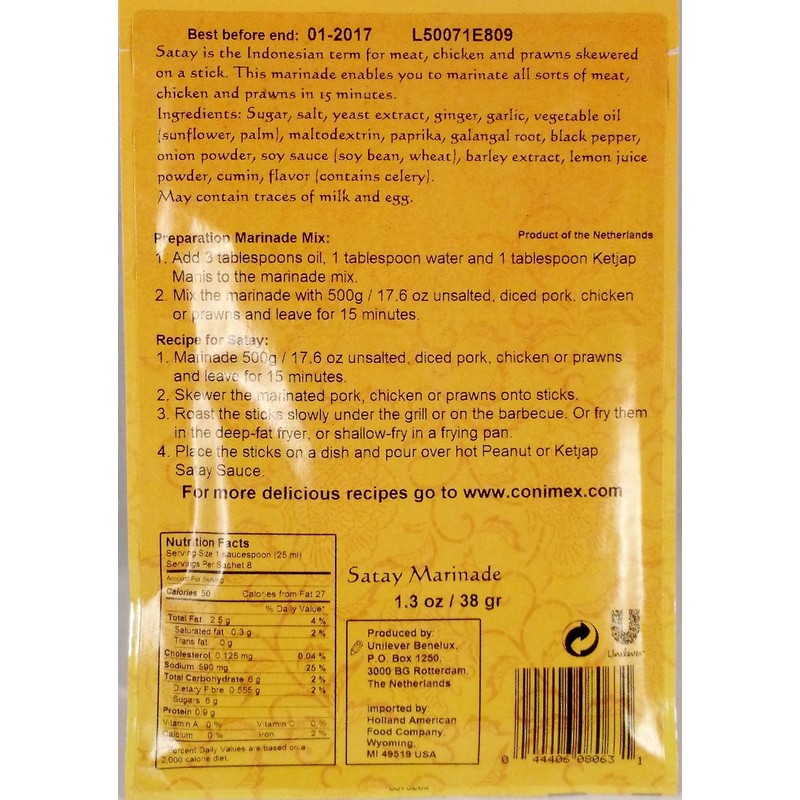 Best before end: 01-2017 L50071E809
Satay is the Indonesian term for meat, chicken and prawns skewered
on a stick. This marinade enables you to marinate all sorts of meat,
chicken and prawns in 15 minutes.
Ingredients: Sugar, salt, yeast extract, ginger, garlic, vegetable oil
(sunflower, palm), maltodextrin, paprika, galangal root, black pepper,
onion powder, soy sauce (soy bean, wheat), barley extract, lemon juice
powder, cumin, flavor (contains celery).
May contain traces of milk and egg.
Preparation Marinade Mix: Product of the Netherlands
1. Add 3 tablespoons oil, 1 tablespoon water and 1 tablespoon Ketjap
Manis to the marinade mix.
2. Mix the marinade with 500g / 17.6 oz unsalted, diced pork, chicken
or prawns and leave for 15 minutes.
Recipe for Satay:
1. Marinade 500g / 17.6 oz unsalted, diced pork, chicken or prawns
and leave for 15 minutes.
2. Skewer the marinated pork, chicken or prawns onto sticks.
3. Roast the sticks slowly under the grill or on the barbecue. Or fry them
in the deep-fat fryer, or shallow-fry in a frying pan.
4. Place the sticks on a dish and pour over hot Peanut or Ketjap
Satay Sauce.
For more delicious recipes go to www.conimex.com
Nutrition Facts
Serving Size 1 saucespoon (25 ml)
Servings Per Sachet 8
Amount Per Serving
Calories 50 Calories from Fat 27
% Daily Value*
Total Fat 2.5 g 4 %
Saturated fat 0.3 g 2 %
Trans fat 0 g
Cholesterol 0.125 mg 0.04 %
Sodium 590 mg 25 %
Total Carbohydrate 6 g 2 %
Dietary Fibre 0.555 g 2 %
Sugars 6 g
Protein 0.9 g
Vitamin A 0 % Vitamin C 0 %
Calcium 0 % Iron 2 %
*Percent Daily Values are based on a
2,000 calorie diet.
Satay Marinade
1.3 oz / 38 gr
Produced by:
Unilever Benelux,
P.O. Box 1250,
3000 BG Rotterdam,
The Netherlands
Imported by:
Holland American
Food Company,
Wyoming,
MI 49519 USA
Unilever
0 44406 08063 1